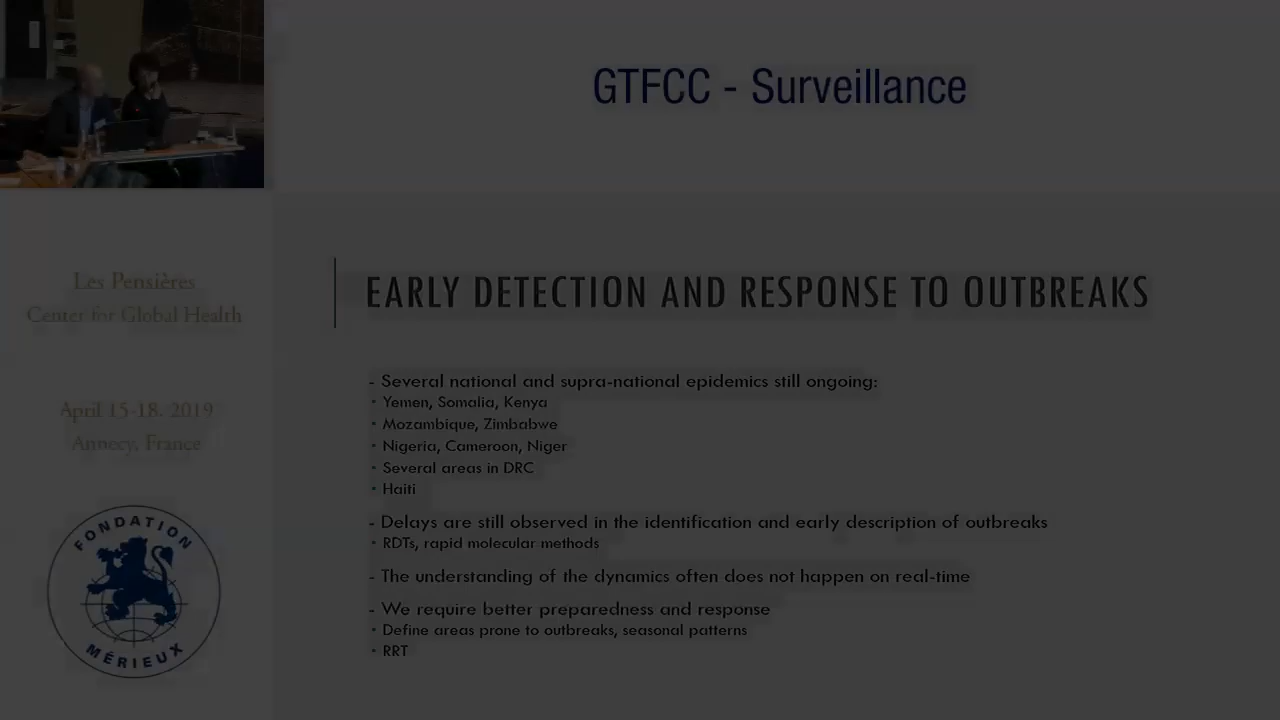 GTFCC - Surveillance
Les Pensières
Center for Global Health
April 15-18, 2019
Annecy, France
FONDATION
MÉRIEUX
EARLY DETECTION AND RESPONSE TO OUTBREAKS
- Several national and supra-national epidemics still ongoing:
• Yemen, Somalia, Kenya
• Mozambique, Zimbabwe
• Nigeria, Cameroon, Niger
• Several areas in DRC
• Haiti
- Delays are still observed in the identification and early description of outbreaks
• RDTs, rapid molecular methods
- The understanding of the dynamics often does not happen on real-time
- We require better preparedness and response
• Define areas prone to outbreaks, seasonal patterns
• RRT